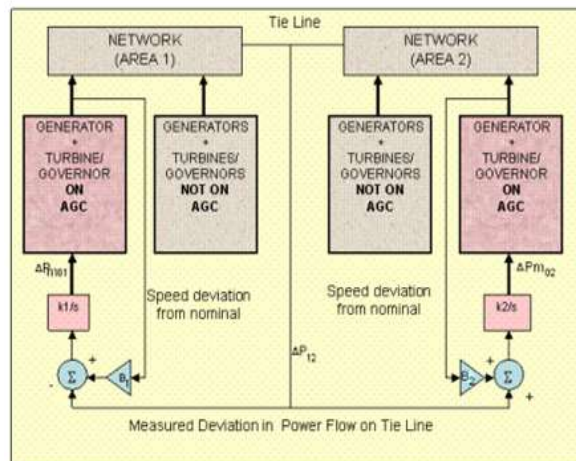 Tie Line
NETWORK
(AREA 1)
NETWORK
(AREA 2)
GENERATOR
+
TURBINE/
GOVERNOR
ON
AGC
GENERATORS
+
TURBINES/
GOVERNORS
NOT ON
AGC
GENERATORS
+
TURBINES/
GOVERNORS
NOT ON
AGC
GENERATOR
+
TURBINE/
GOVERNOR
ON
AGC
ΔPm02
Speed deviation
from nominal
Speed deviation
from nominal
k1/s
k2/s
ΔP12
+
Σ
-
B1
B2
+
Σ
+
Measured Deviation in Power Flow on Tie Line